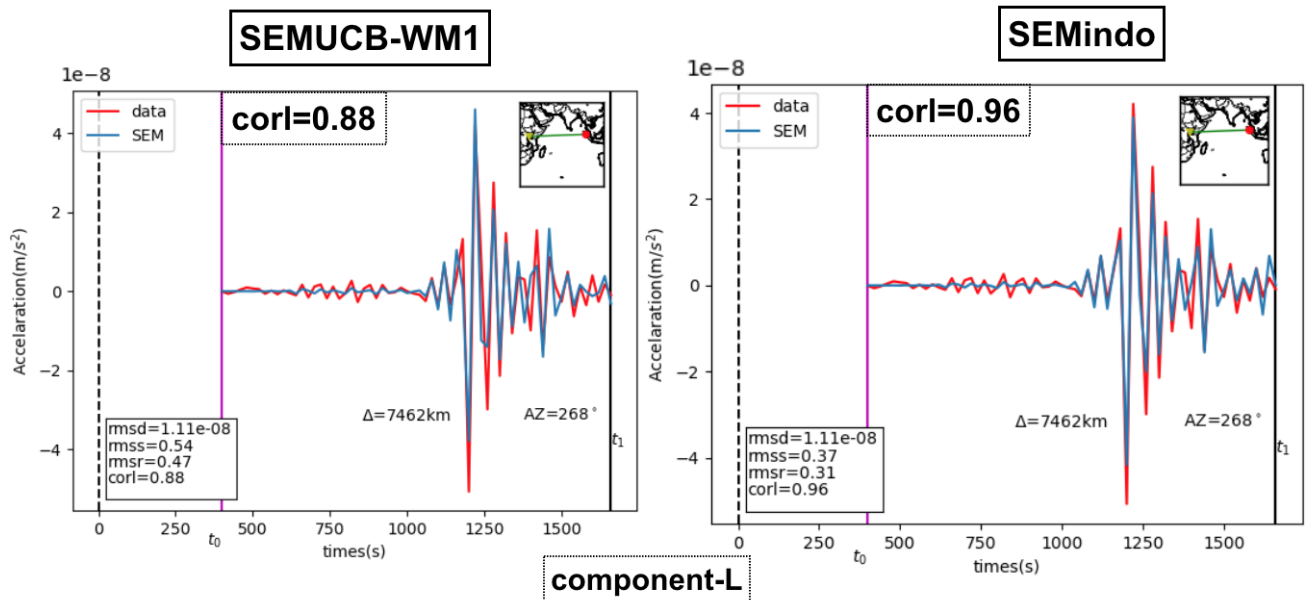 SEMUCB-WM1
SEMindo
1e−8
data
SEM
corl=0.88
Accelaration(m/s²)
4
2
0
−2
−4
Δ=7462km
AZ=268°
t₁
rmsd=1.11e-08
rmss=0.54
rmsr=0.47
corl=0.88
0
250
500
750
1000
1250
1500
t₀
times(s)
1e−8
data
SEM
corl=0.96
Accelaration(m/s²)
4
2
0
−2
−4
Δ=7462km
AZ=268°
t₁
rmsd=1.11e-08
rmss=0.37
rmsr=0.31
corl=0.96
0
250
500
750
1000
1250
1500
t₀
times(s)
component-L